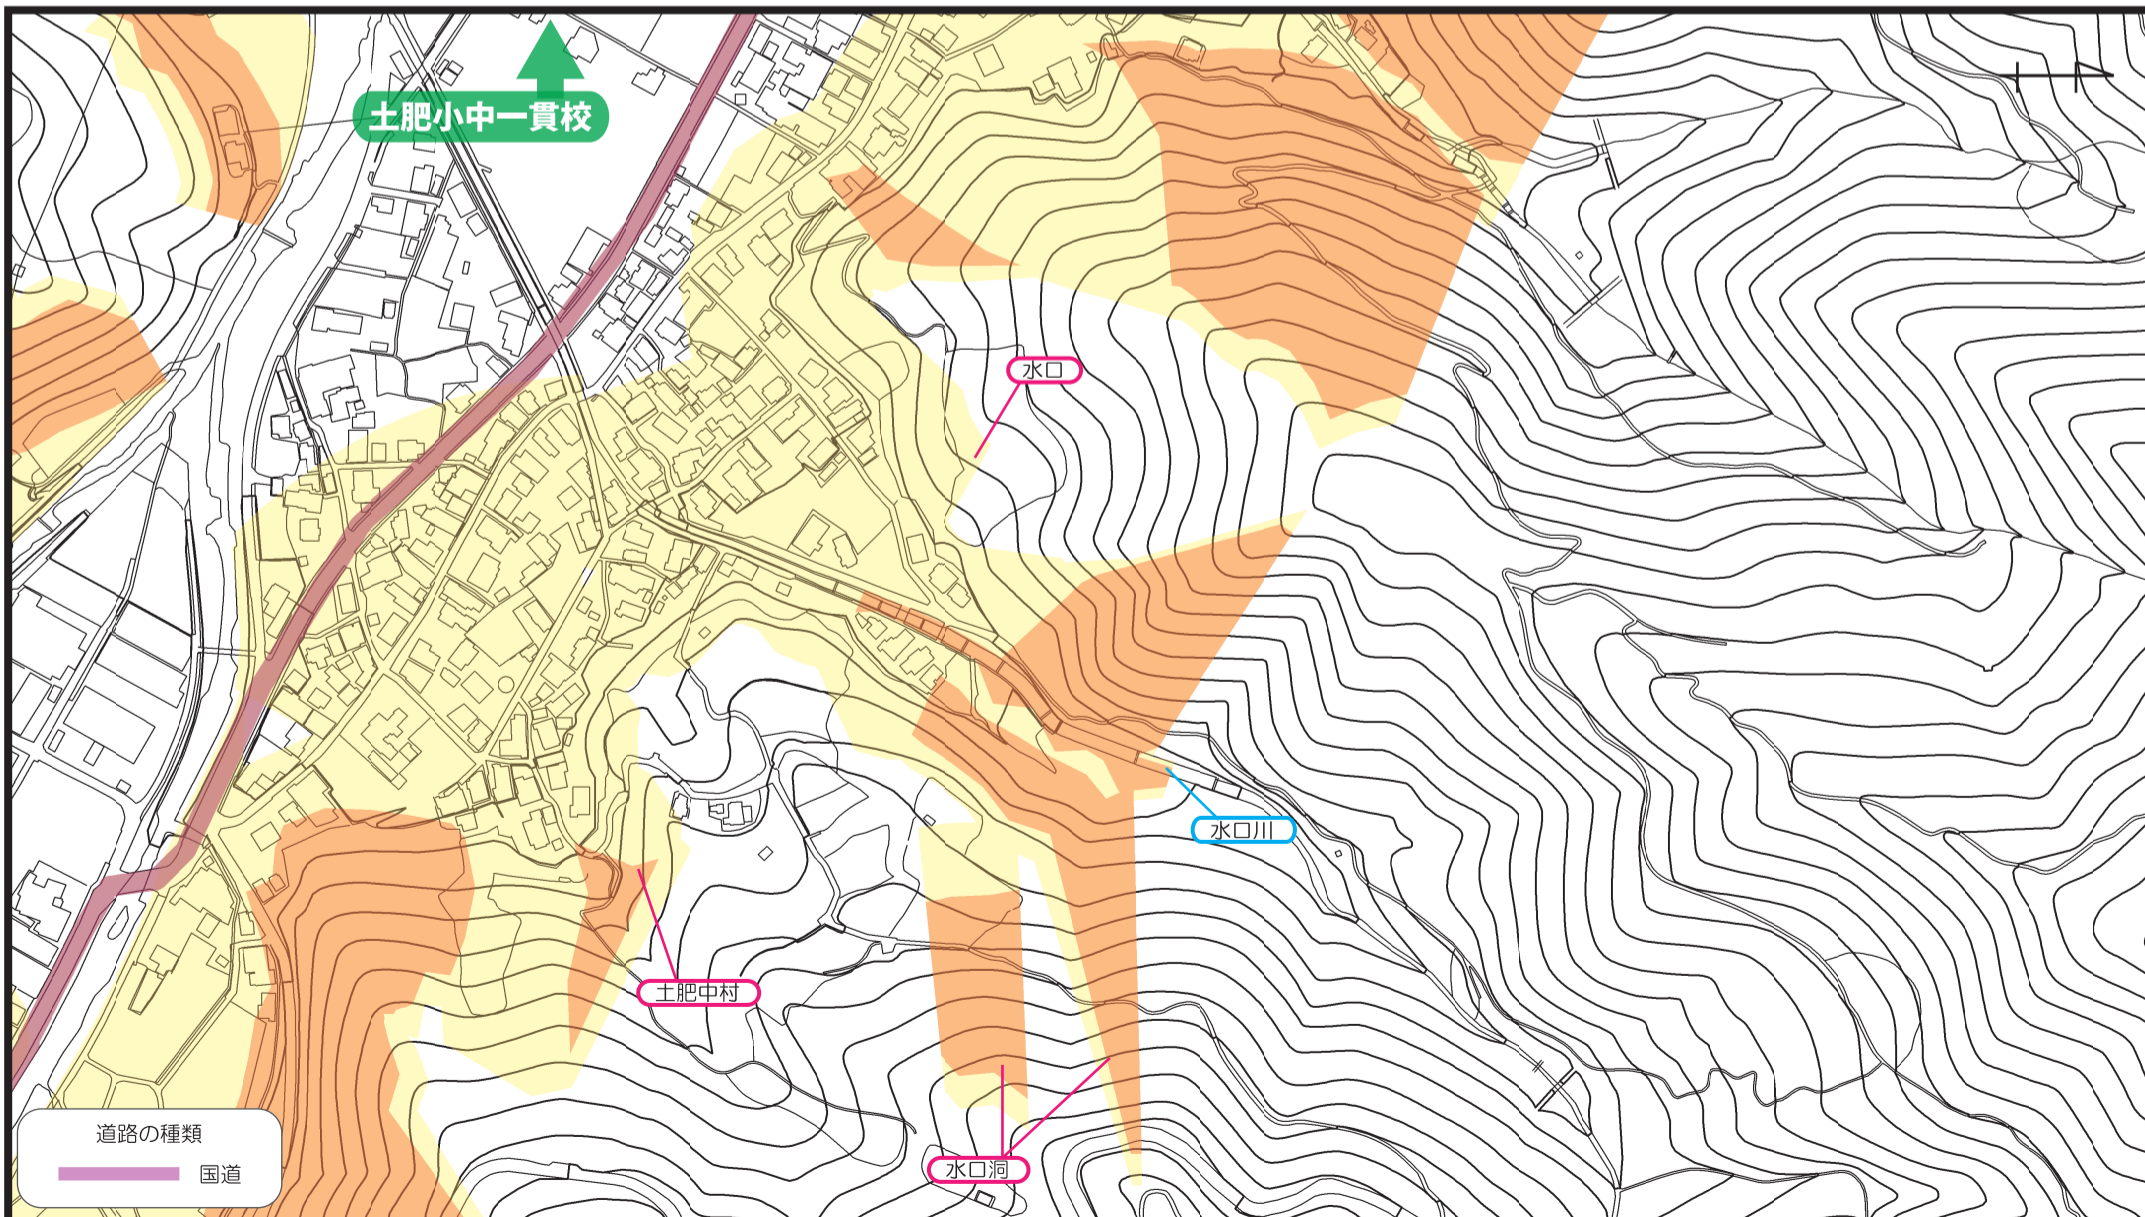 土肥小中一貫校
水口
水口川
土肥中村
水口洞
道路の種類
国道